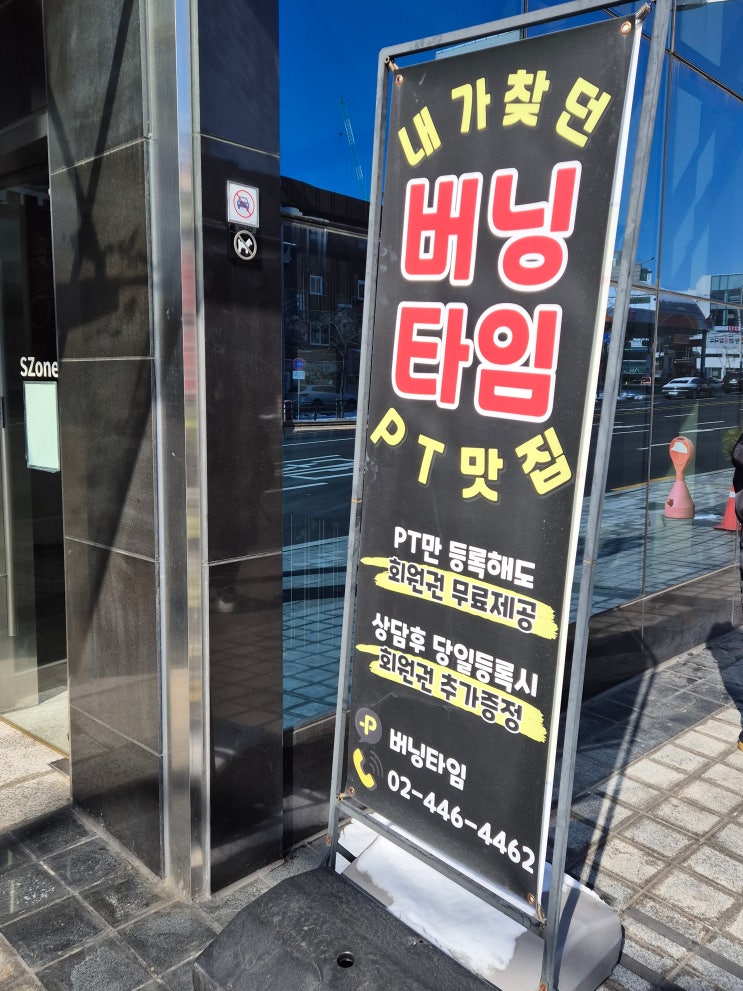 내가찾던
버닝
타임
PT맛집
PT만 등록해도
회원권 무료제공
상담후 당일등록시
회원권 추가증정
P
버닝타임
02-446-4462
SZone